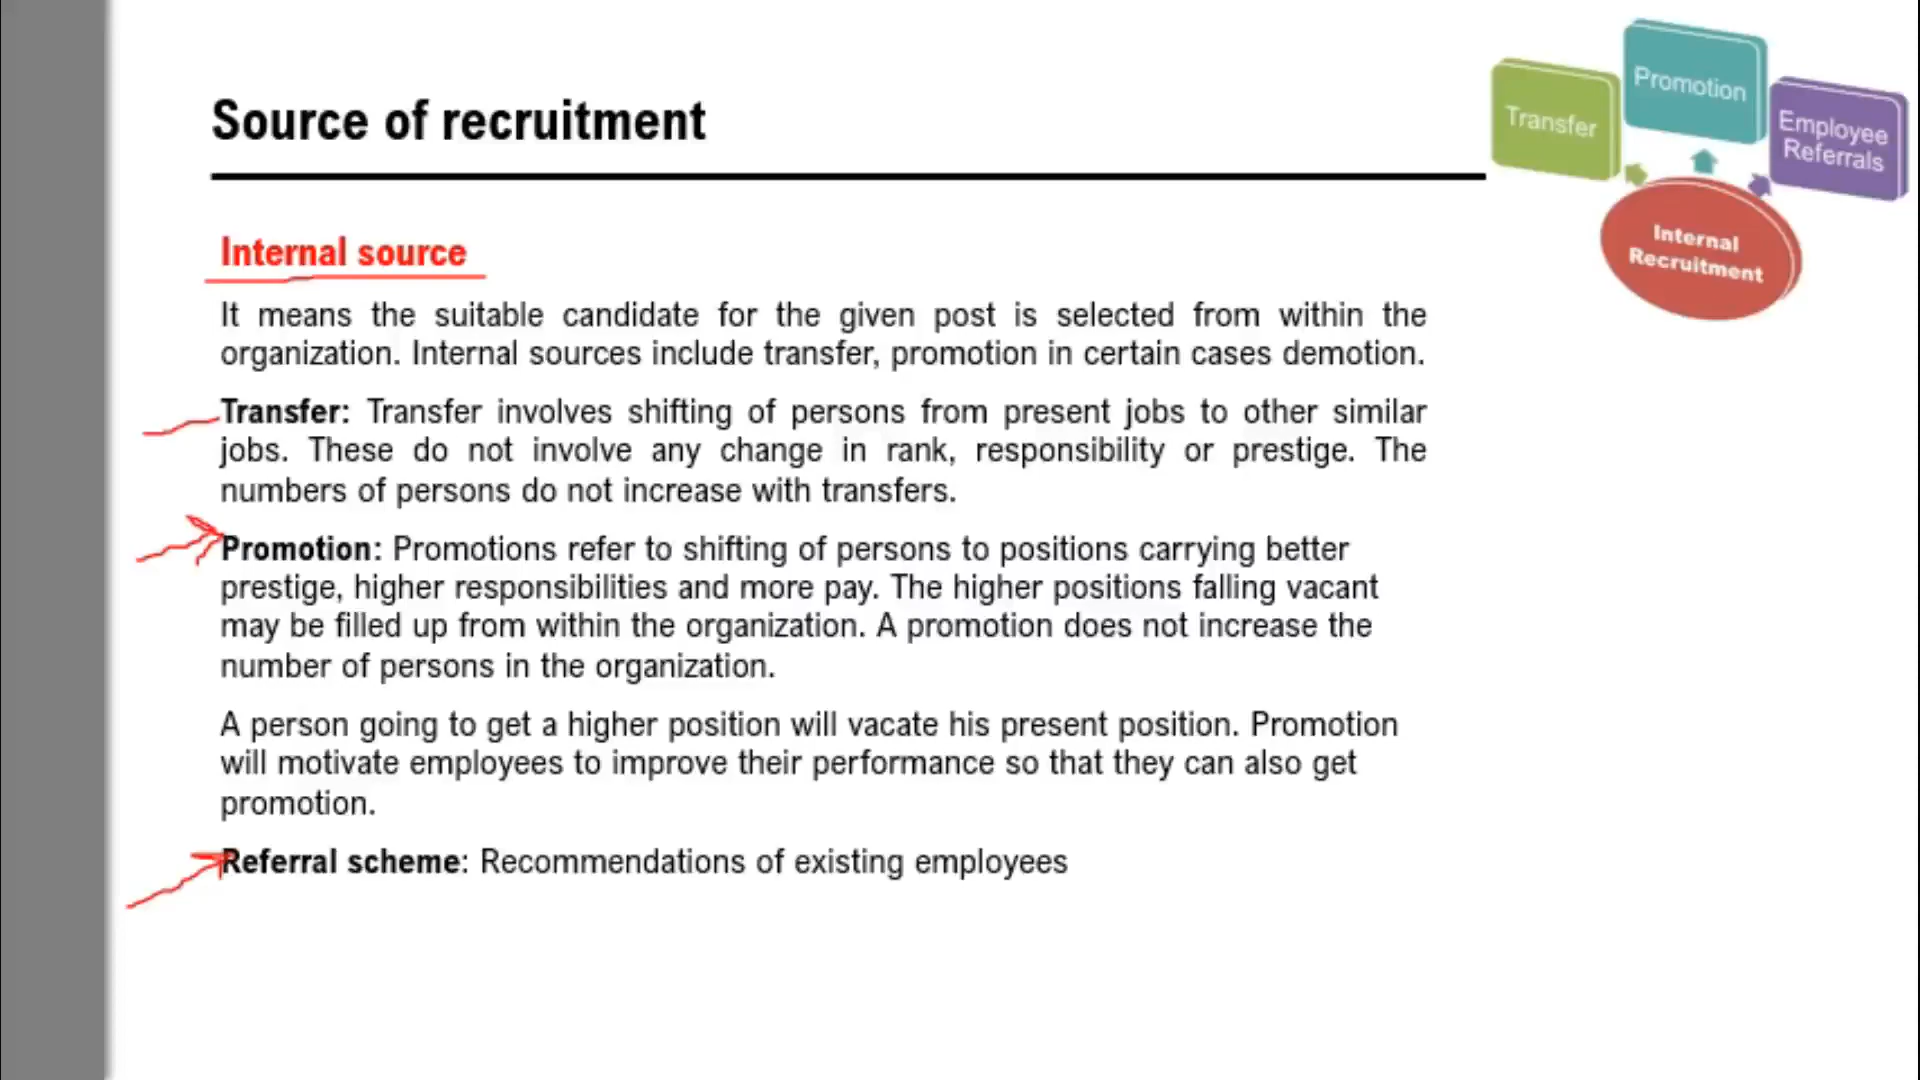 Source of recruitment
Transfer
Promotion
Employee
Referrals
Internal
Recruitment
Internal source
It means the suitable candidate for the given post is selected from within the
organization. Internal sources include transfer, promotion in certain cases demotion.
Transfer: Transfer involves shifting of persons from present jobs to other similar
jobs. These do not involve any change in rank, responsibility or prestige. The
numbers of persons do not increase with transfers.
Promotion: Promotions refer to shifting of persons to positions carrying better
prestige, higher responsibilities and more pay. The higher positions falling vacant
may be filled up from within the organization. A promotion does not increase the
number of persons in the organization.
A person going to get a higher position will vacate his present position. Promotion
will motivate employees to improve their performance so that they can also get
promotion.
Referral scheme: Recommendations of existing employees